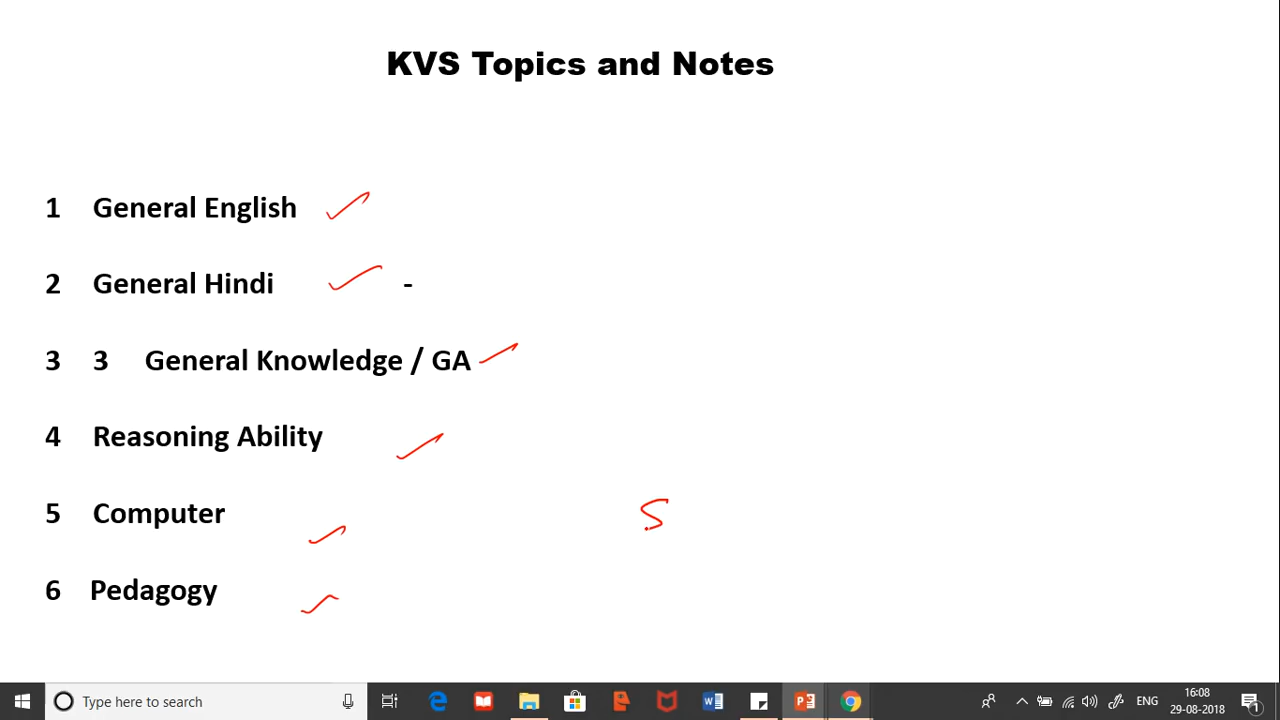 KVS Topics and Notes
1 General English
2 General Hindi -
3 3 General Knowledge / GA
4 Reasoning Ability
5 Computer
S
6 Pedagogy
Type here to search
ENG
16:08
29-08-2018
1